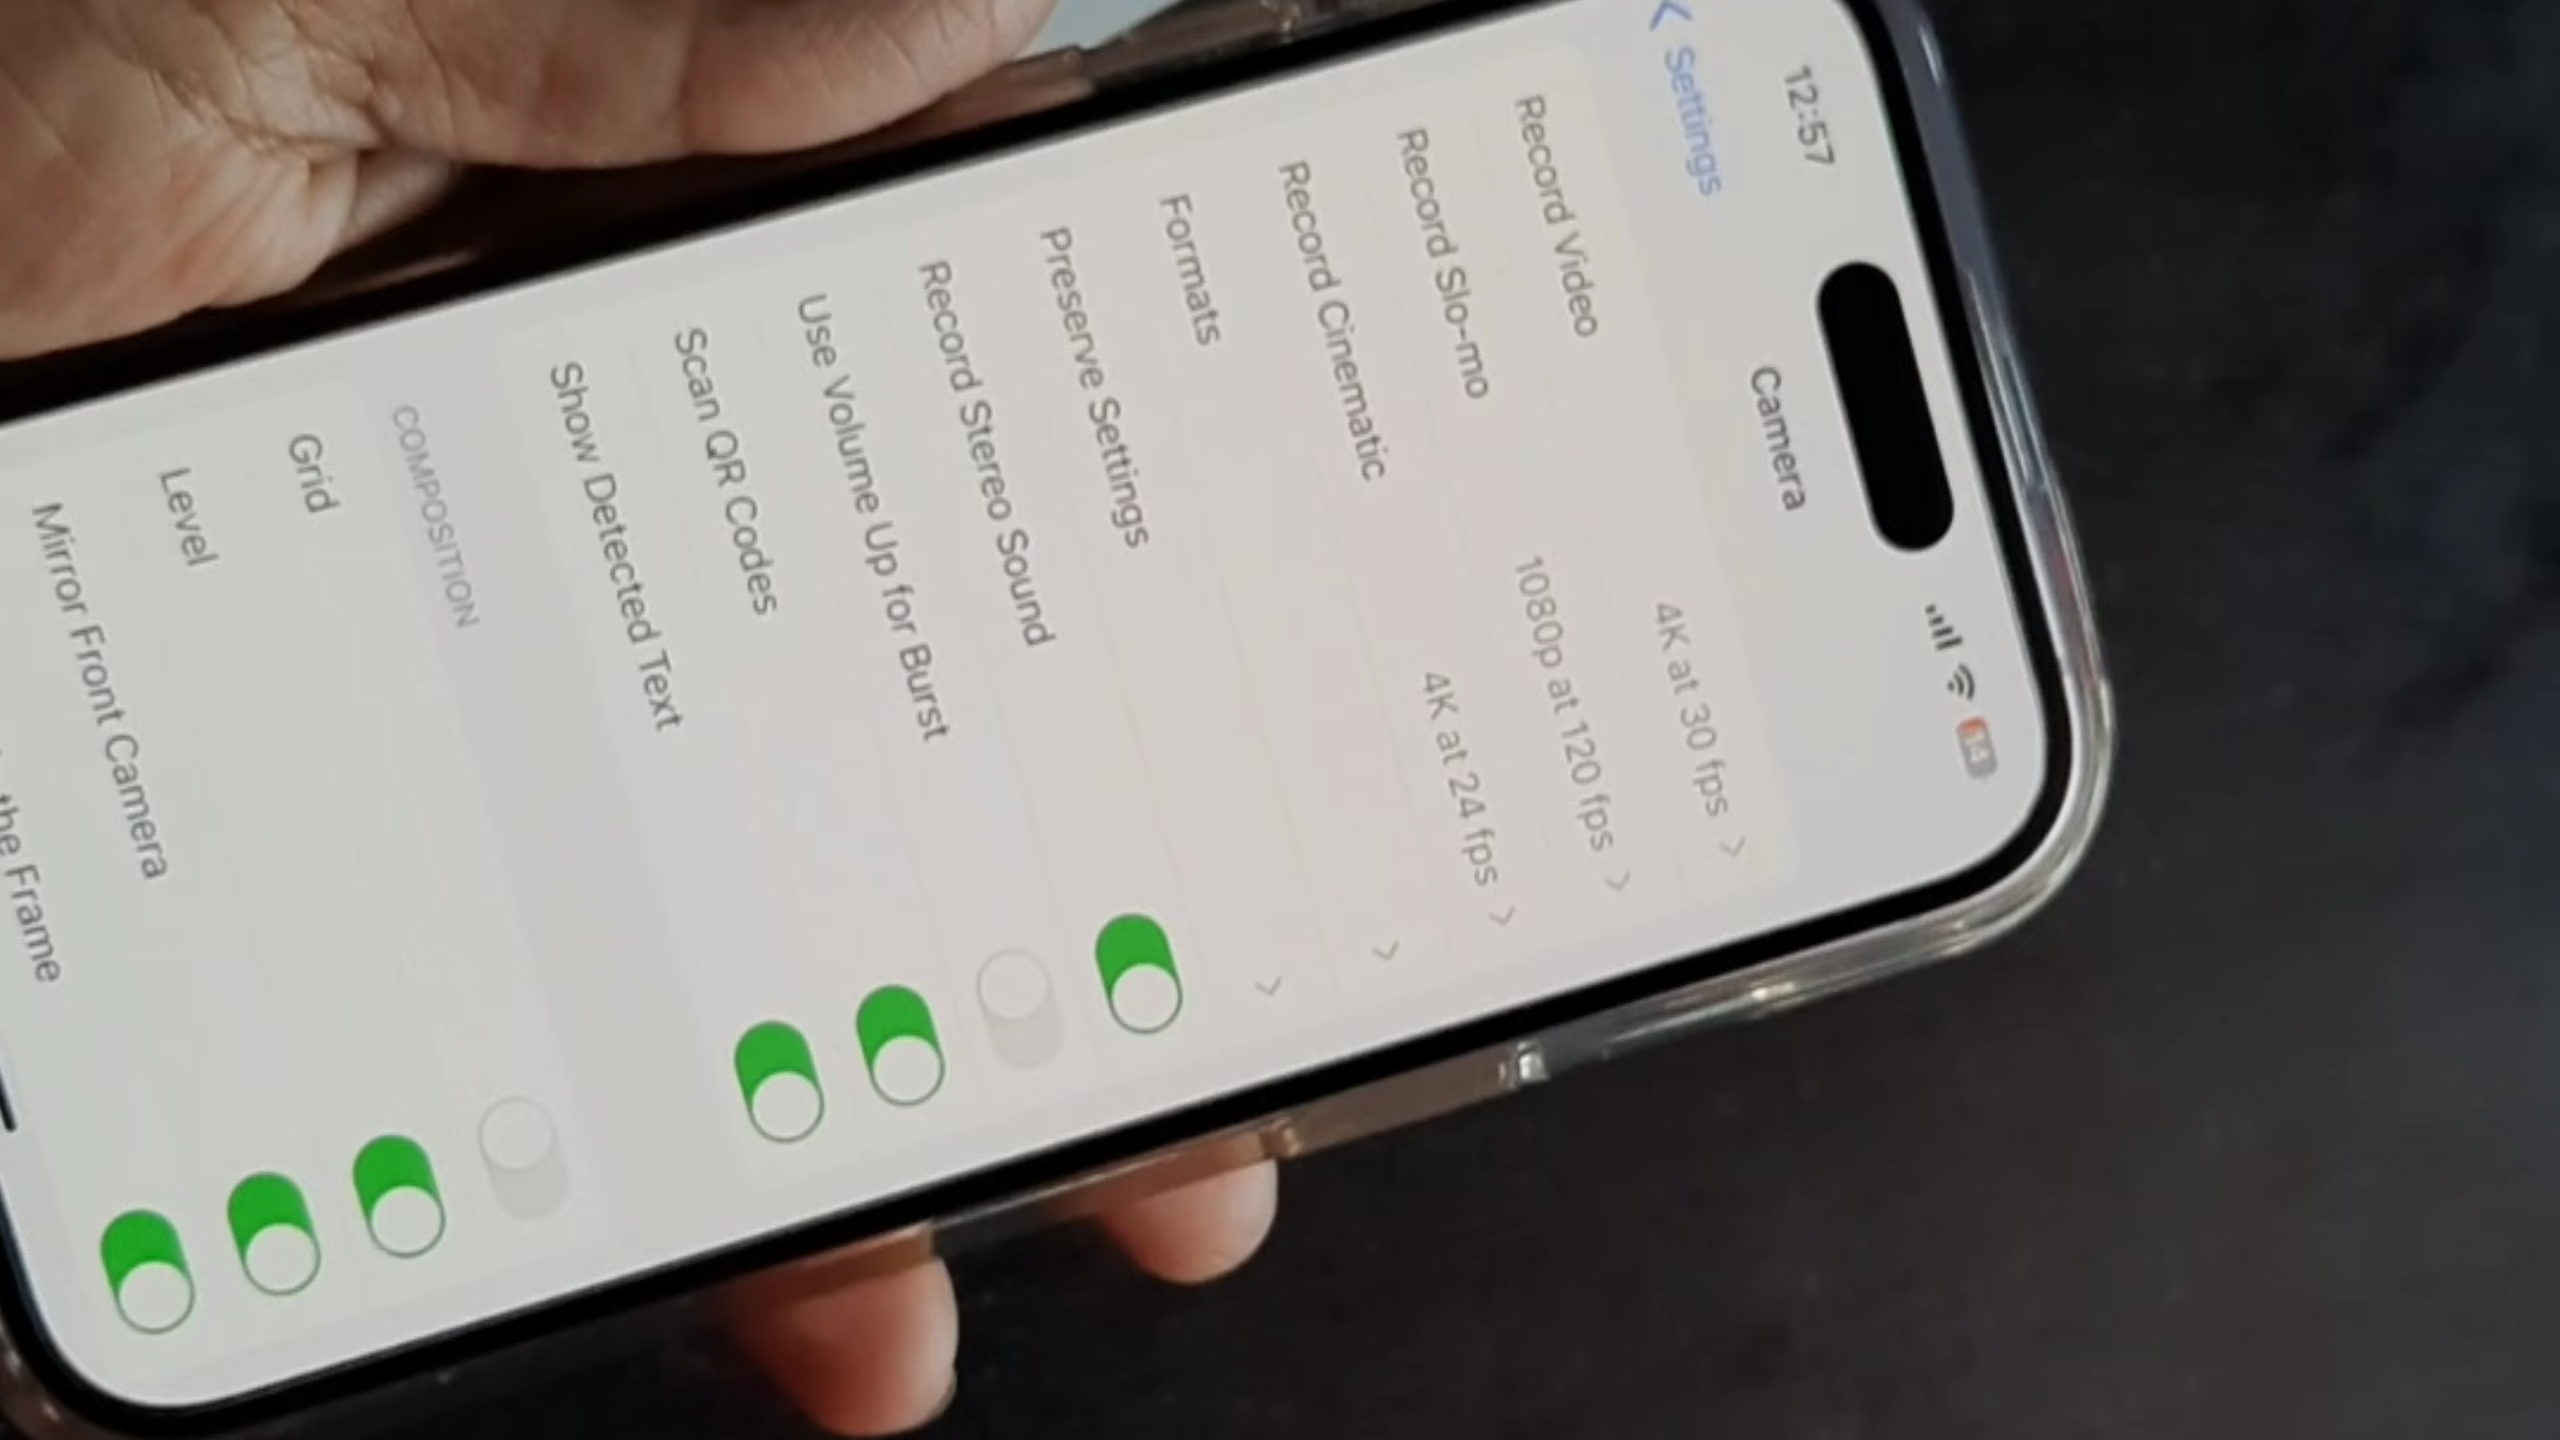 12:57
14
Settings
Camera
Record Video 4K at 30 fps
Record Slo-mo 1080p at 120 fps
Record Cinematic 4K at 24 fps
Formats
Preserve Settings
Record Stereo Sound
Use Volume Up for Burst
Scan QR Codes
Show Detected Text
COMPOSITION
Grid
Level
Mirror Front Camera
the Frame